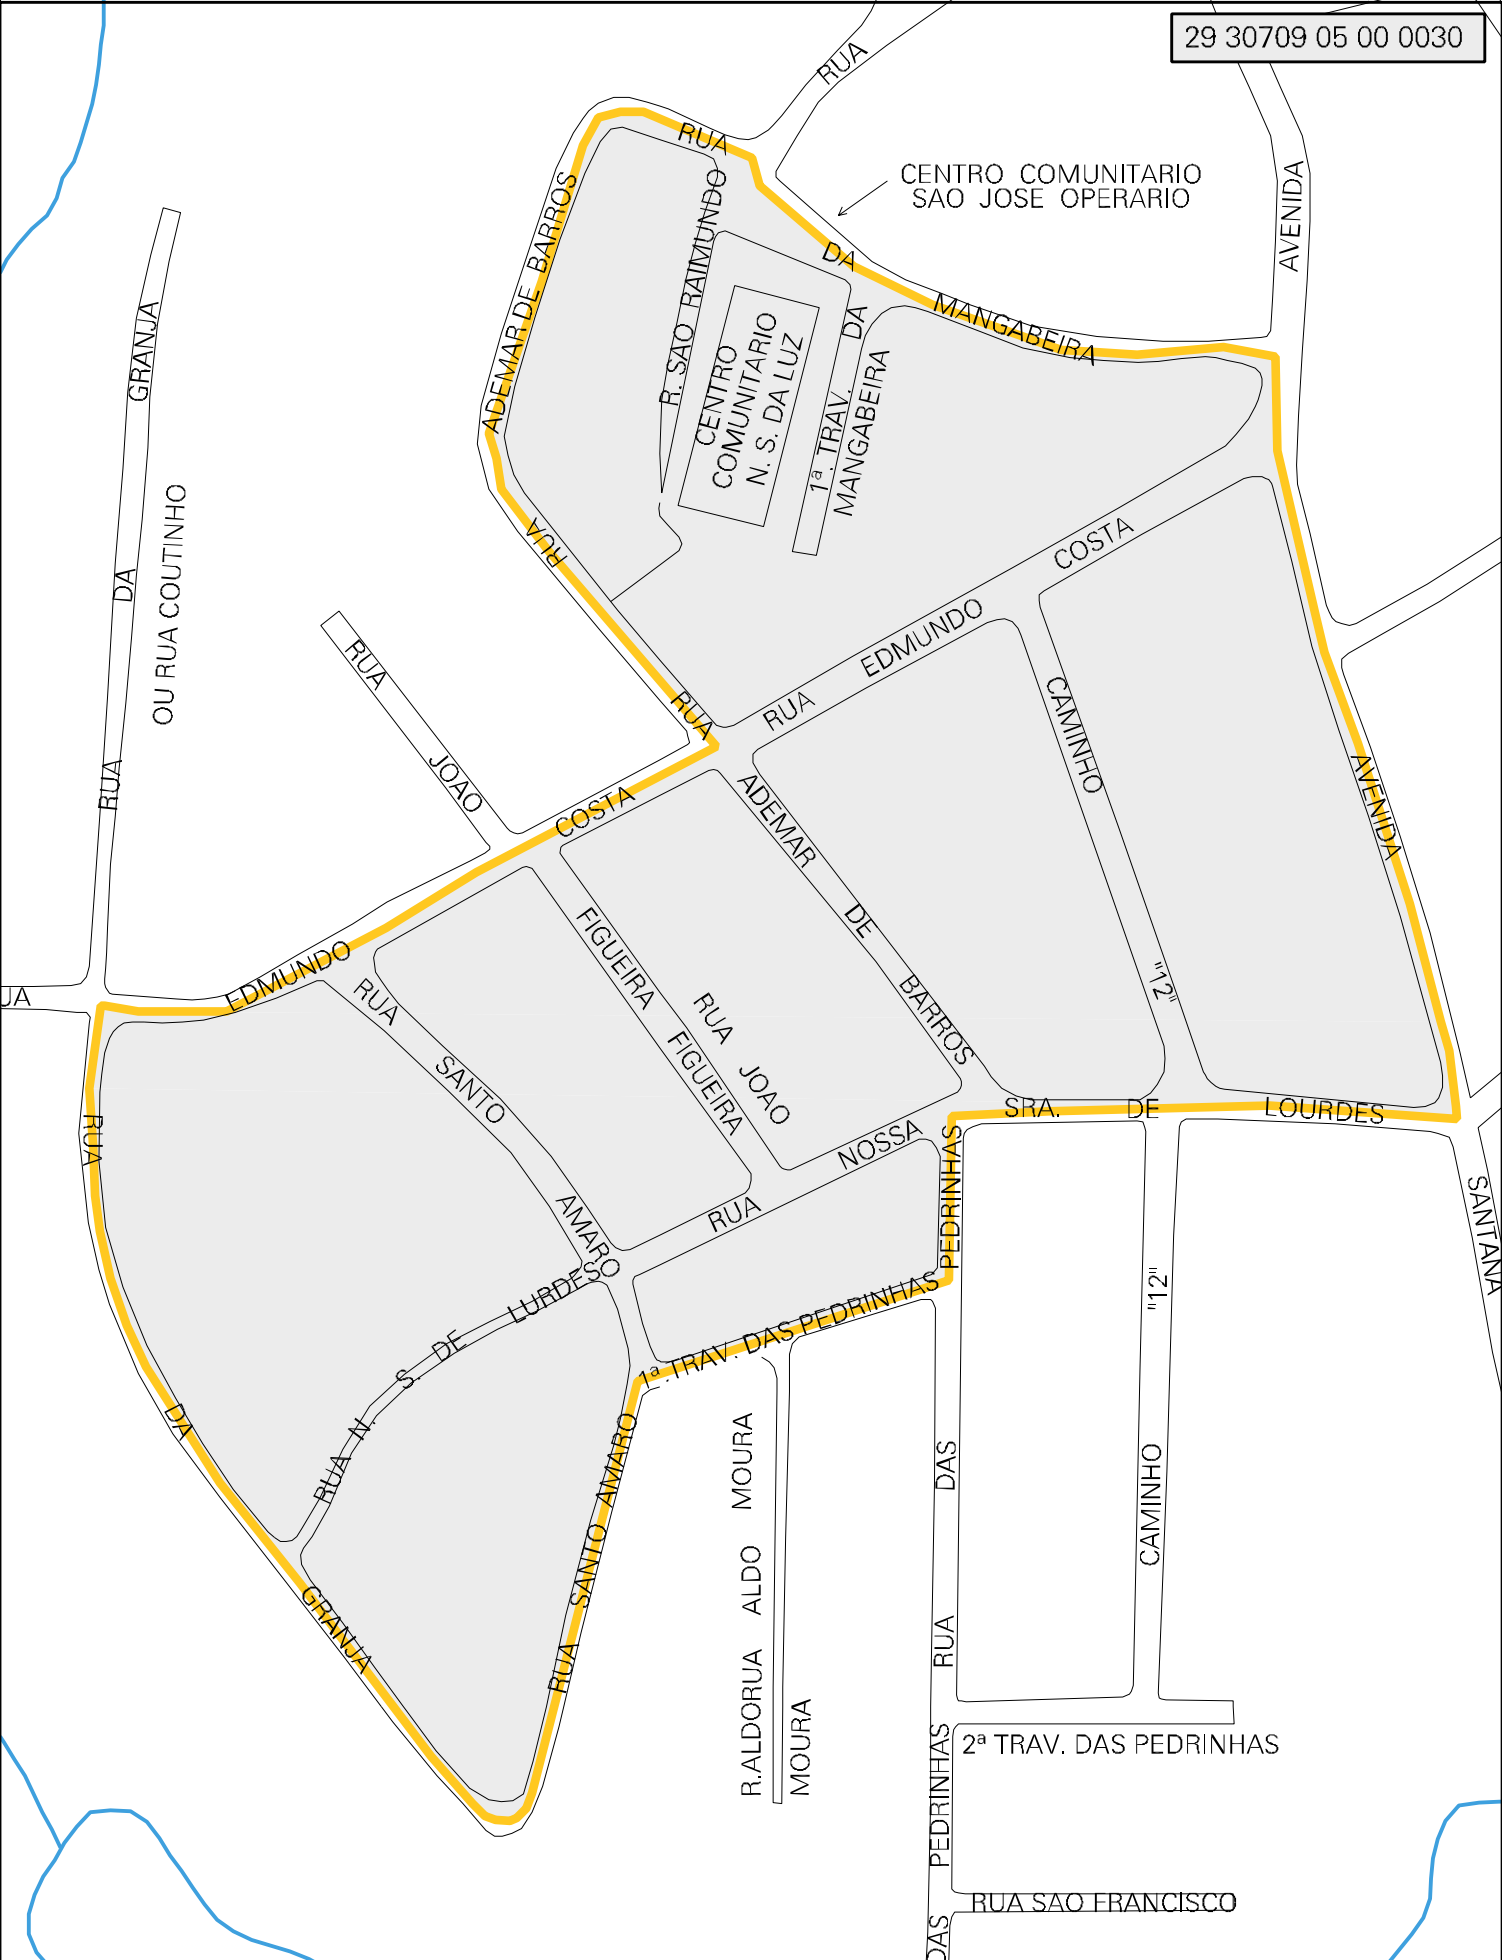 29 30709 05 00 0030
RUA
CENTRO COMUNITARIO
SAO JOSE OPERARIO
AVENIDA
RUA
DA
MANGABEIRA
ADEMAR DE BARROS
RUA
R. SAO RAIMUNDO
CENTRO
COMUNITARIO
N. S. DA LUZ
1ª. TRAV. DA
MANGABEIRA
RUA DA GRANJA
OU RUA COUTINHO
RUA EDMUNDO COSTA
RUA JOAO
RUA
ADEMAR DE BARROS
CAMINHO "12"
AVENIDA
EDMUNDO COSTA
UA
RUA SANTO AMARO
FIGUEIRA FIGUEIRA
RUA JOAO
RUA NOSSA SRA. DE LOURDES
PEDRINHAS
SANTANA
RUA DA GRANJA
RUA N. S. DE LURDES
1ª. TRAV. DAS PEDRINHAS
RUA SANTO AMARO
R.ALDORUA ALDO MOURA
MOURA
RUA DAS
CAMINHO "12"
2ª TRAV. DAS PEDRINHAS
PEDRINHAS
RUA SAO FRANCISCO
DAS